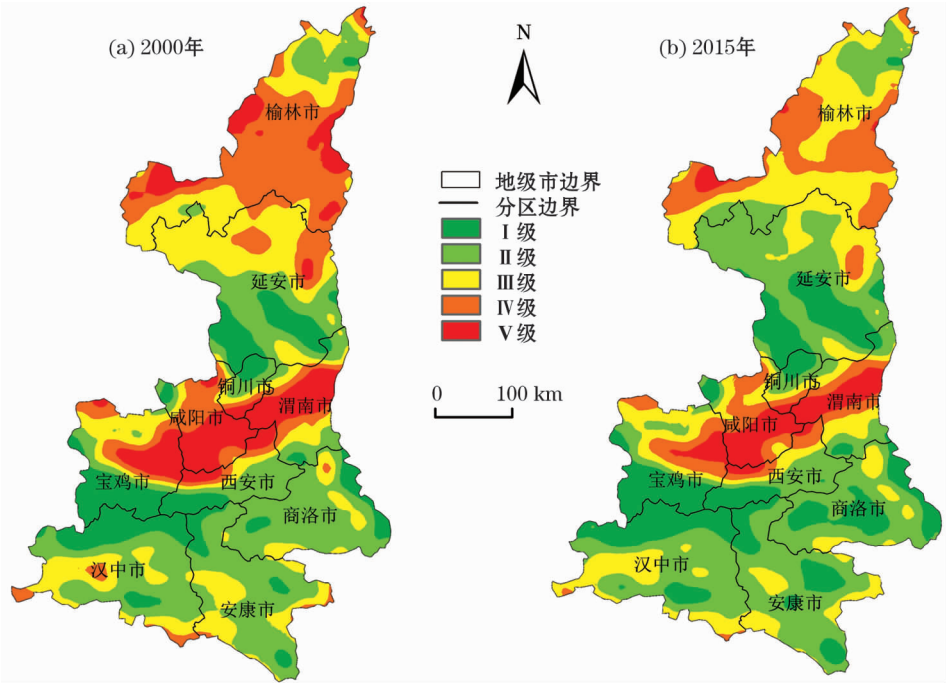 (a) 2000年
N
(b) 2015年
榆林市
榆林市
地级市边界
分区边界
I级
II级
III级
IV级
V级
延安市
延安市
0 100 km
铜川市
铜川市
咸阳市
渭南市
咸阳市
渭南市
宝鸡市
西安市
宝鸡市
西安市
商洛市
商洛市
汉中市
汉中市
安康市
安康市